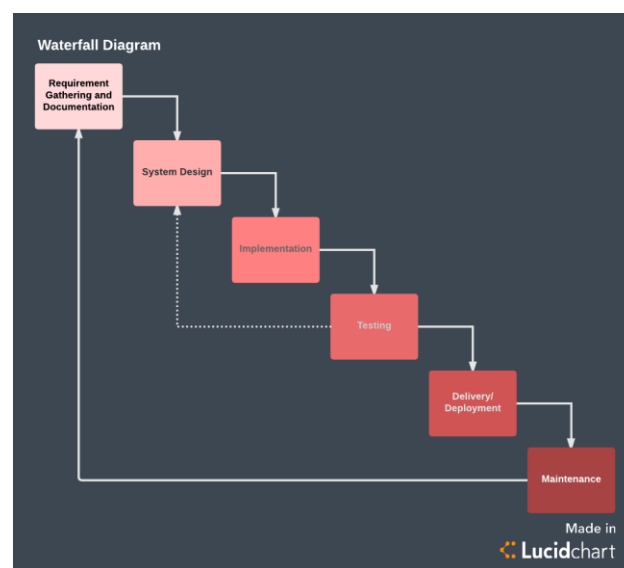 Waterfall Diagram
Requirement
Gathering and
Documentation
System Design
Implementation
Testing
Delivery/
Deployment
Maintenance
Made in
Lucidchart